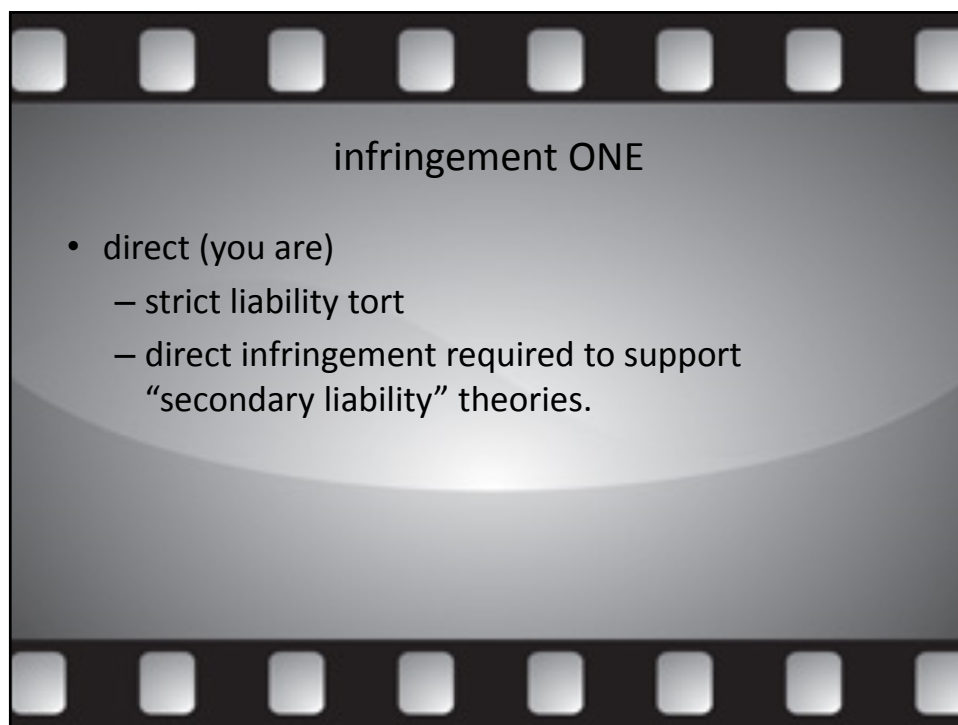 infringement ONE
• direct (you are)
– strict liability tort
– direct infringement required to support
“secondary liability” theories.